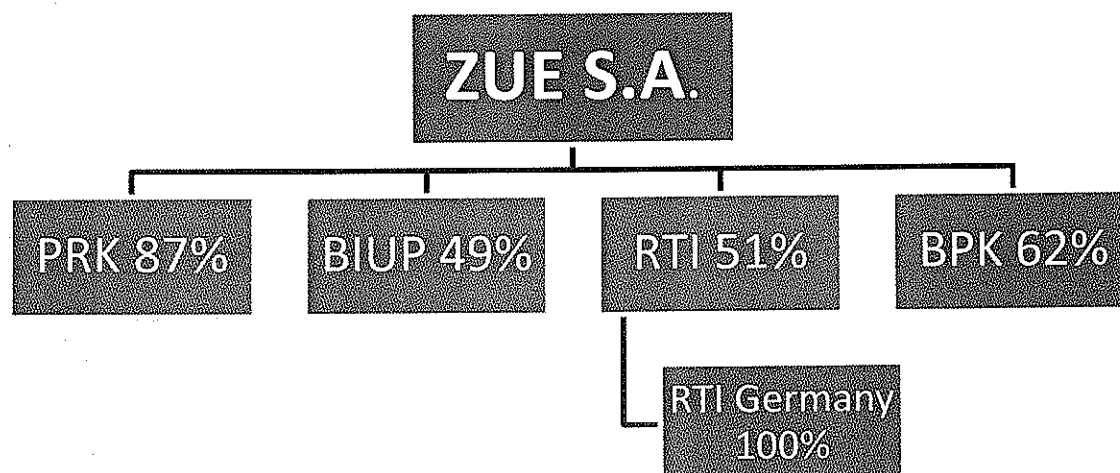 ZUE S.A.
PRK 87%
BIUP 49%
RTI 51%
BPK 62%
RTI Germany
100%